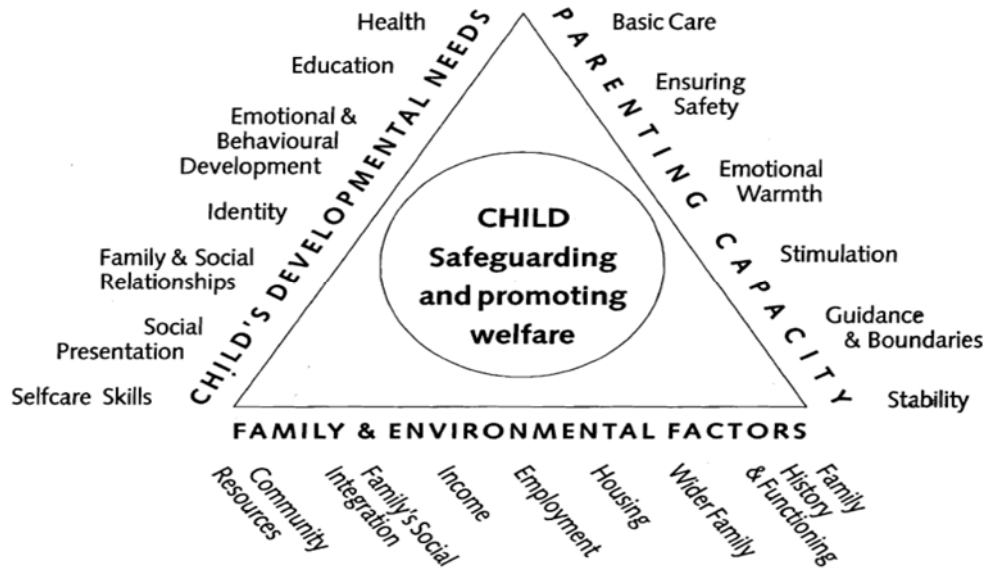 Health
Education
Emotional &
Behavioural
Development
Identity
Family & Social
Relationships
Social
Presentation
Selfcare Skills
CHILD'S DEVELOPMENTAL NEEDS
CHILD
Safeguarding
and promoting
welfare
PARENTING CAPACITY
Basic Care
Ensuring
Safety
Emotional
Warmth
Stimulation
Guidance
& Boundaries
Stability
FAMILY & ENVIRONMENTAL FACTORS
Community
Resources
Family's Social
Integration
Income
Employment
Housing
Wider Family
Family
History
& Functioning